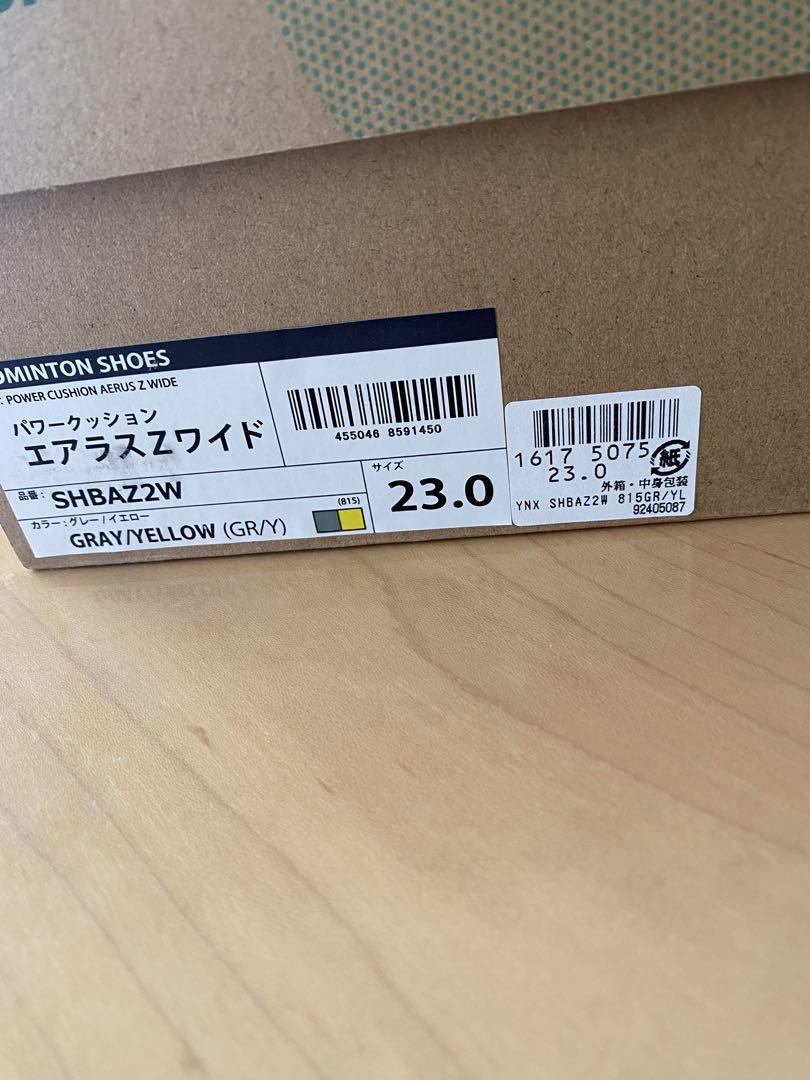 DMINTON SHOES
: POWER CUSHION AERUS Z WIDE
パワークッション
エアラスZワイド
455046 8591450
品番: SHBAZ2W
カラー:グレー/イエロー
GRAY/YELLOW (GR/Y)
(815)
サイズ
23.0
1617 5075
23.0
紙
外箱・中身包装
YNX SHBAZ2W 815GR/YL
92405087